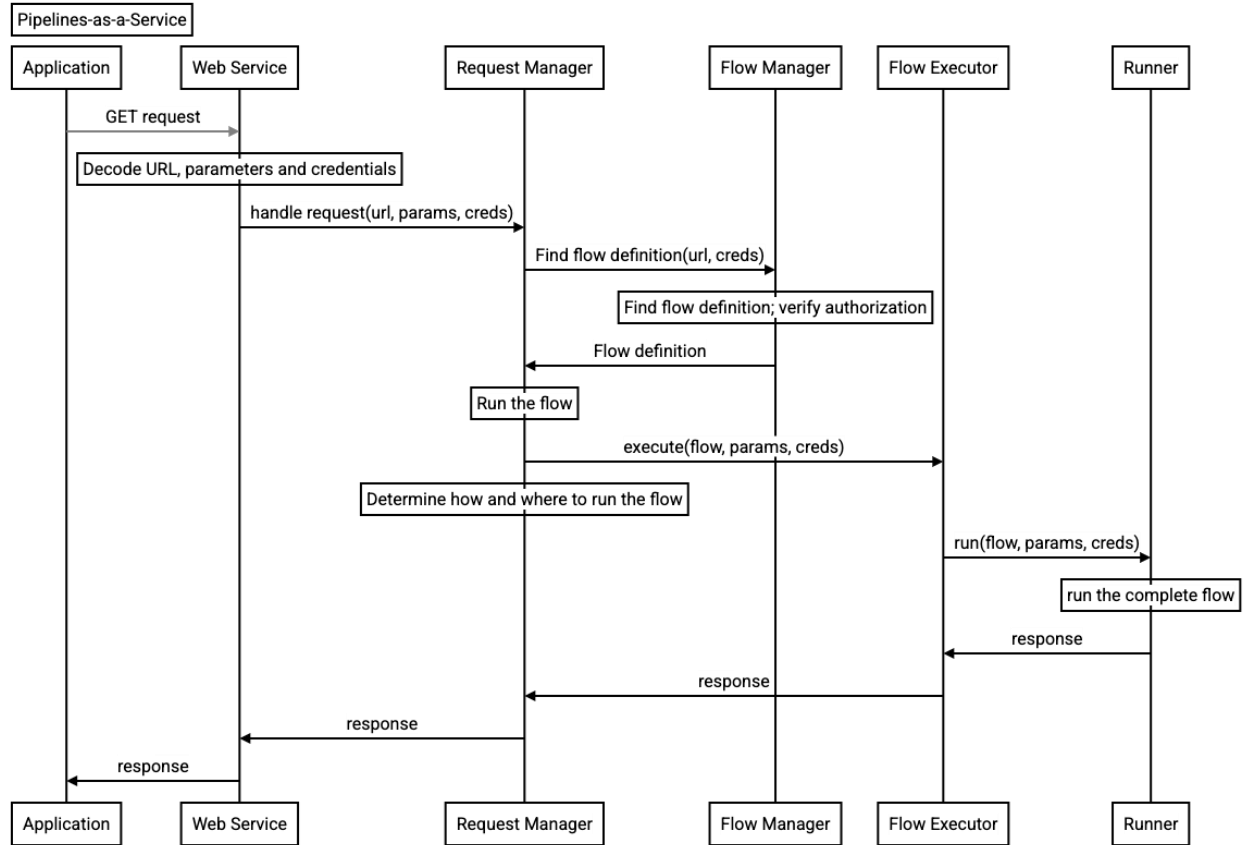 Pipelines-as-a-Service
Application
Web Service
Request Manager
Flow Manager
Flow Executor
Runner
GET request
Decode URL, parameters and credentials
handle request(url, params, creds)
Find flow definition(url, creds)
Find flow definition; verify authorization
Flow definition
Run the flow
execute(flow, params, creds)
Determine how and where to run the flow
run(flow, params, creds)
run the complete flow
response
response
response
response
Application
Web Service
Request Manager
Flow Manager
Flow Executor
Runner